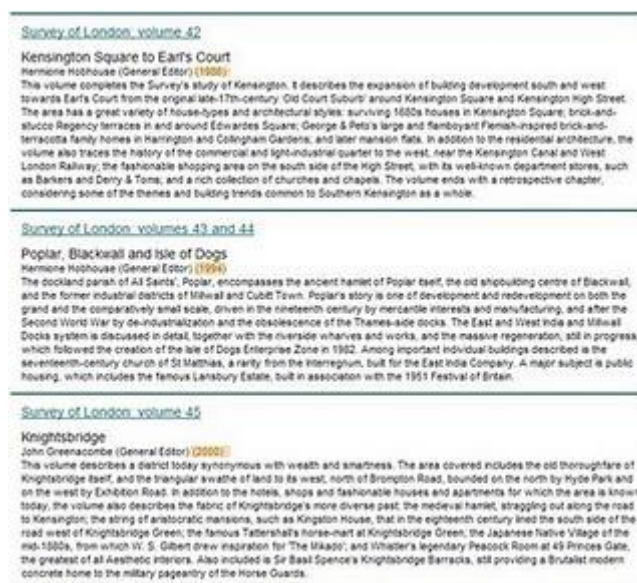 Survey of London: volume 42
Kensington Square to Earl's Court
Hermione Hobhouse (General Editor) (1986)
This volume completes the Survey's study of Kensington. It describes the expansion of building development south and west
towards Earl's Court from the original late-17th-century 'Old Court Suburb' around Kensington Square and Kensington High Street.
The area has a great variety of house-types and architectural styles: surviving 1680s houses in Kensington Square; brick-and-
stucco Regency terraces in and around Edwardes Square; George & Peto's large and flamboyant Flemish-inspired brick-and-
terracotta family homes in Harrington and Collingham Gardens; and later mansion flats. In addition to the residential architecture, the
volume also traces the history of the commercial and light-industrial quarter to the west, near the Kensington Canal and West
London Railway; the fashionable shopping area on the south side of the High Street, with its well-known department stores, such
as Barkers and Derry & Toms; and a rich collection of churches and chapels. The volume ends with a retrospective chapter,
considering some of the themes and building trends common to Southern Kensington as a whole.
Survey of London: volumes 43 and 44
Poplar, Blackwall and Isle of Dogs
Hermione Hobhouse (General Editor) (1994)
The dockland parish of All Saints', Poplar, encompasses the ancient hamlet of Poplar itself, the old shipbuilding centre of Blackwall,
and the former industrial districts of Millwall and Cubitt Town. Poplar's story is one of development and redevelopment on both the
grand and the comparatively small scale, driven in the nineteenth century by mercantile interests and manufacturing, and after the
Second World War by de-industrialization and the obsolescence of the Thames-side docks. The East and West India and Millwall
Docks system is discussed in detail, together with the riverside wharves and works, and the massive regeneration, still in progress,
which followed the creation of the Isle of Dogs Enterprise Zone in 1982. Among important individual buildings described is the
seventeenth-century church of St Matthias, a rarity from the Interregnum, built for the East India Company. A major subject is public
housing, which includes the famous Lansbury Estate, built in association with the 1951 Festival of Britain.
Survey of London: volume 45
Knightsbridge
John Greenacombe (General Editor) (2000)
This volume describes a district today synonymous with wealth and smartness. The area covered includes the old thoroughfare of
Knightsbridge itself, and the triangular swathe of land to its west, north of Brompton Road, bounded on the north by Hyde Park and
on the west by Exhibition Road. In addition to the hotels, shops and fashionable houses and apartments for which the area is know
today, the volume also describes the fabric of Knightsbridge's more diverse past: the medieval hamlet, straggling out along the road
to Kensington; the string of aristocratic mansions, such as Kingston House, that in the eighteenth century lined the south side of the
road west of Knightsbridge Green; the famous Tattersall's horse-mart at Knightsbridge Green; the Japanese Native Village of the
mid-1880s, from which W. S. Gilbert drew inspiration for 'The Mikado'; and Whistler's legendary Peacock Room at 49 Princes Gate,
the greatest of all Aesthetic interiors. Also included is Sir Basil Spence's Knightsbridge Barracks, still providing a Brutalist modern
concrete home to the military pageantry of the Horse Guards.